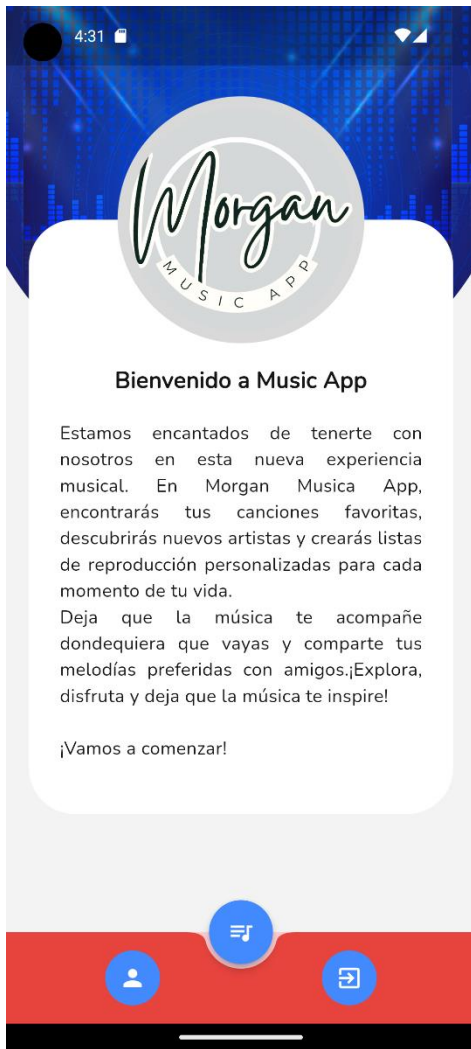 4:31
Morgan
MUSIC APP
Bienvenido a Music App
Estamos encantados de tenerte con
nosotros en esta nueva experiencia
musical. En Morgan Musica App,
encontrarás tus canciones favoritas,
descubrirás nuevos artistas y crearás listas
de reproducción personalizadas para cada
momento de tu vida.
Deja que la música te acompañe
dondequiera que vayas y comparte tus
melodías preferidas con amigos.¡Explora,
disfruta y deja que la música te inspire!
¡Vamos a comenzar!